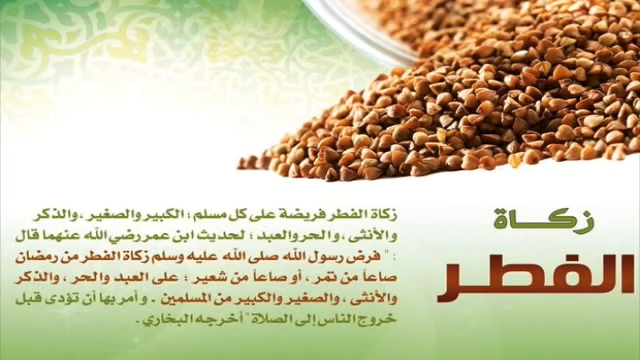 زكاة
الفطر
زكاة الفطر فريضة على كل مسلم ؛ الكبير والصغير ، والذكر
والأنثى ، والحر والعبد ؛ لحديث ابن عمر رضي الله عنهما قال
: " فرض رسول الله صلى الله عليه وسلم زكاة الفطر من رمضان
صاعاً من تمر ، أو صاعاً من شعير ؛ على العبد والحر ، والذكر
والأنثى ، والصغير والكبير من المسلمين . وأمر بها أن تؤدى قبل
خروج الناس إلى الصلاة " أخرجه البخاري .